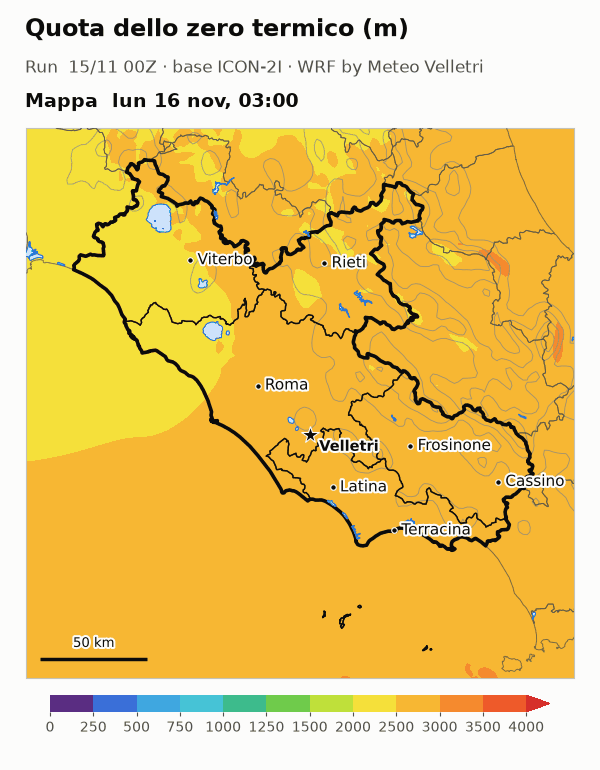 Quota dello zero termico (m)
Run  15/11 00Z · base ICON-2I · WRF by Meteo Velletri
Mappa  lun 16 nov, 03:00
Viterbo
Rieti
Roma
Velletri
Frosinone
Cassino
Latina
Terracina
50 km
0 250 500 750 1000 1250 1500 2000 2500 3000 3500 4000